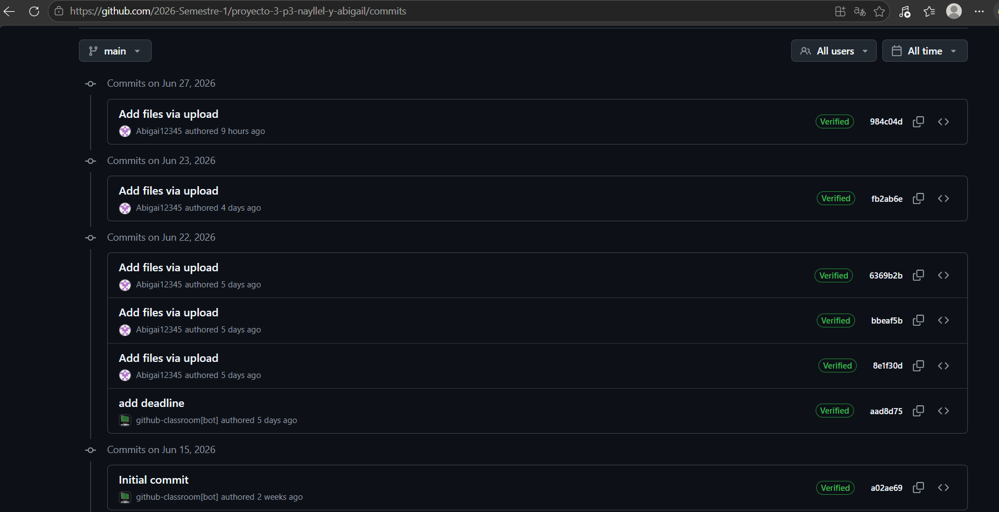 https://github.com/2026-Semestre-1/proyecto-3-p3-nayllel-y-abigail/commits
main
All users
All time
Commits on Jun 27, 2026
Add files via upload
Abigai12345 authored 9 hours ago
Verified
984c04d
Commits on Jun 23, 2026
Add files via upload
Abigai12345 authored 4 days ago
Verified
fb2ab6e
Commits on Jun 22, 2026
Add files via upload
Abigai12345 authored 5 days ago
Verified
6369b2b
Add files via upload
Abigai12345 authored 5 days ago
Verified
bbeaf5b
Add files via upload
Abigai12345 authored 5 days ago
Verified
8e1f30d
add deadline
github-classroom[bot] authored 5 days ago
Verified
aad8d75
Commits on Jun 15, 2026
Initial commit
github-classroom[bot] authored 2 weeks ago
Verified
a02ae69